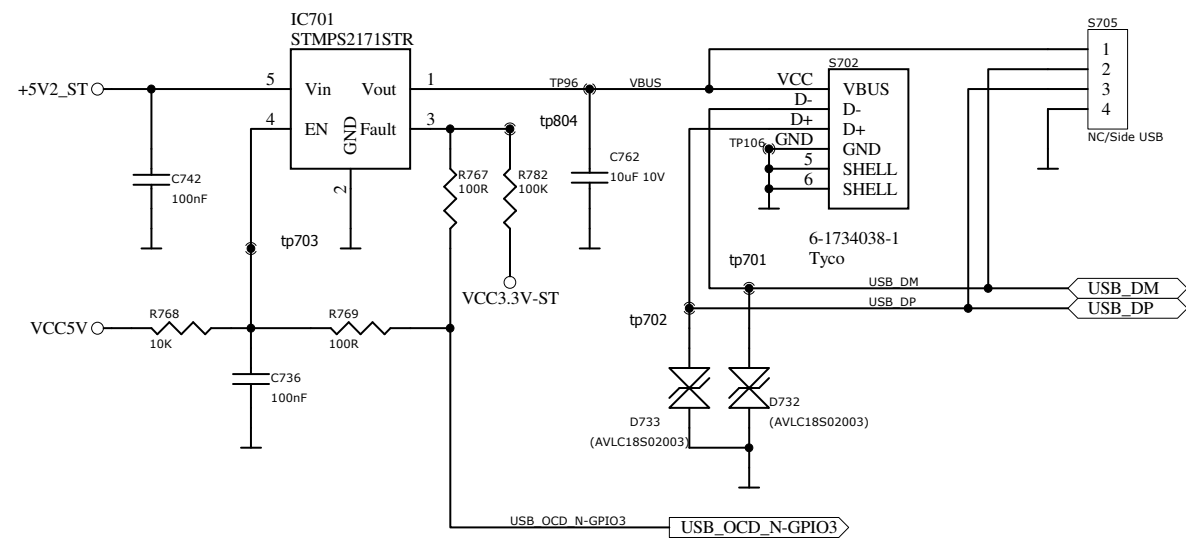 IC701
STMPS2171STR
S705
+5V2_ST
5
Vin
Vout
1
TP96
VBUS
S702
VCC
VBUS
1
2
3
4
NC/Side USB
4
EN
GND
Fault
3
tp804
D-
D-
D+
D+
TP106
GND
GND
5
SHELL
6
SHELL
2
C742
100nF
R767
100R
R782
100K
C762
10uF 10V
6-1734038-1
Tyco
tp703
tp701
VCC3.3V-ST
USB_DM
USB_DM
USB_DP
USB_DP
tp702
VCC5V
R768
10K
R769
100R
C736
100nF
D733
(AVLC18S02003)
D732
(AVLC18S02003)
USB_OCD_N-GPIO3
USB_OCD_N-GPIO3